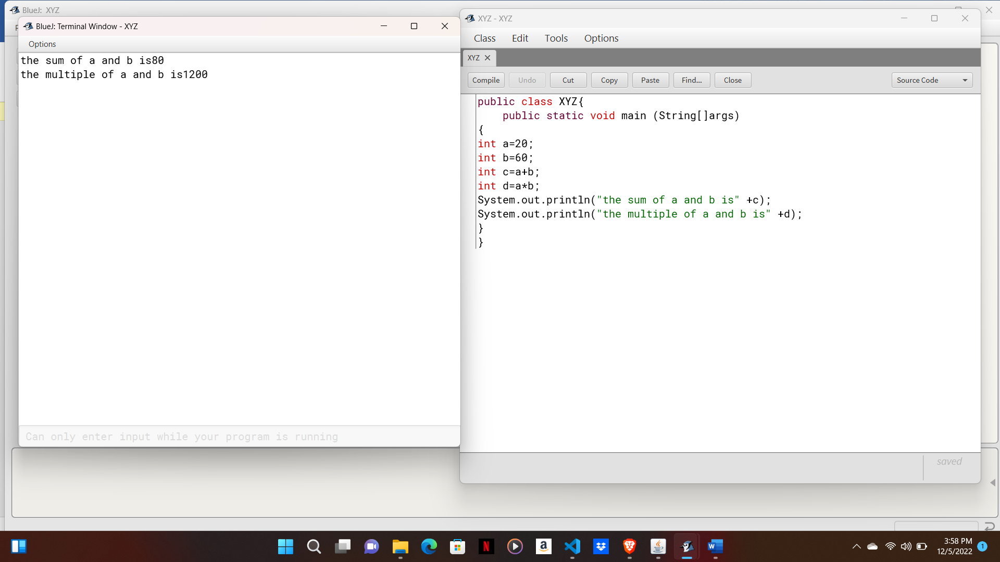 BlueJ: XYZ
BlueJ: Terminal Window - XYZ
Options
the sum of a and b is80
the multiple of a and b is1200
Can only enter input while your program is running
XYZ - XYZ
Class Edit Tools Options
XYZ
Compile Undo Cut Copy Paste Find... Close Source Code
public class XYZ{
public static void main (String[]args)
{
int a=20;
int b=60;
int c=a+b;
int d=a*b;
System.out.println("the sum of a and b is" +c);
System.out.println("the multiple of a and b is" +d);
}
}
saved
3:58 PM
12/5/2022
1